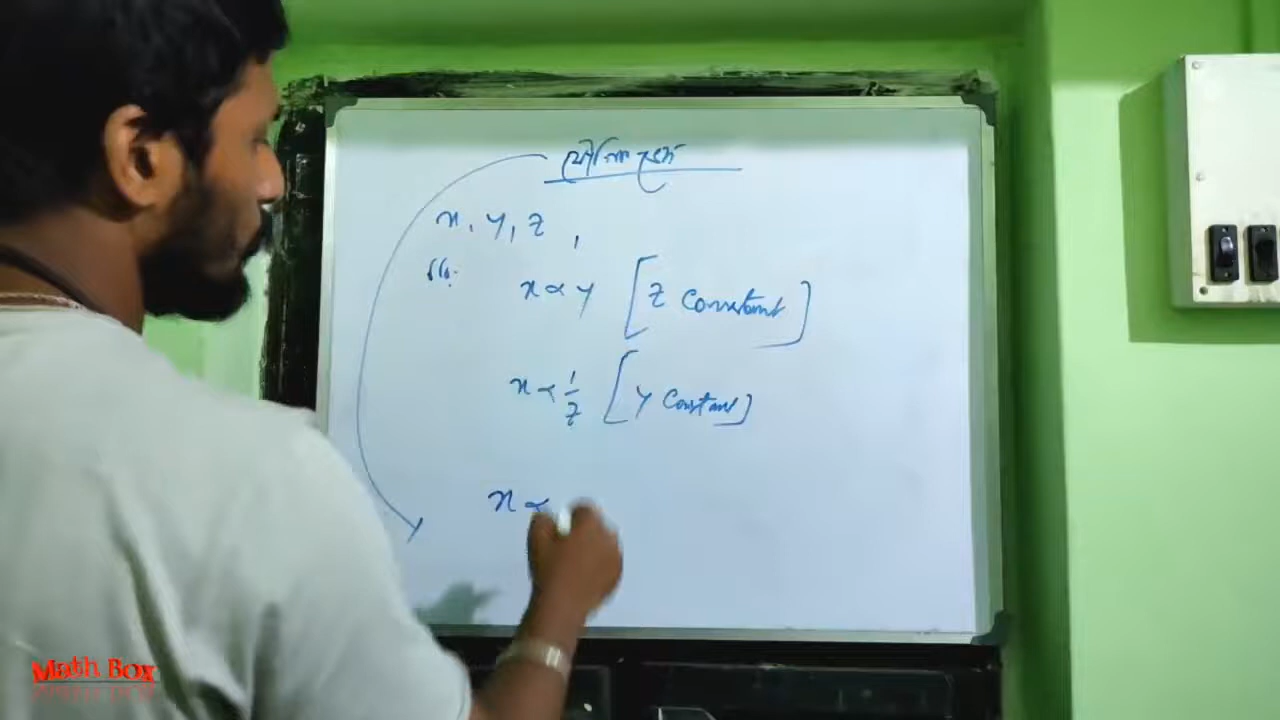 যৌগিক ভেদ
x, y, z ,
x ∝ y [z constant]
x ∝ 1/z [y constant]
x ∝
Math Box